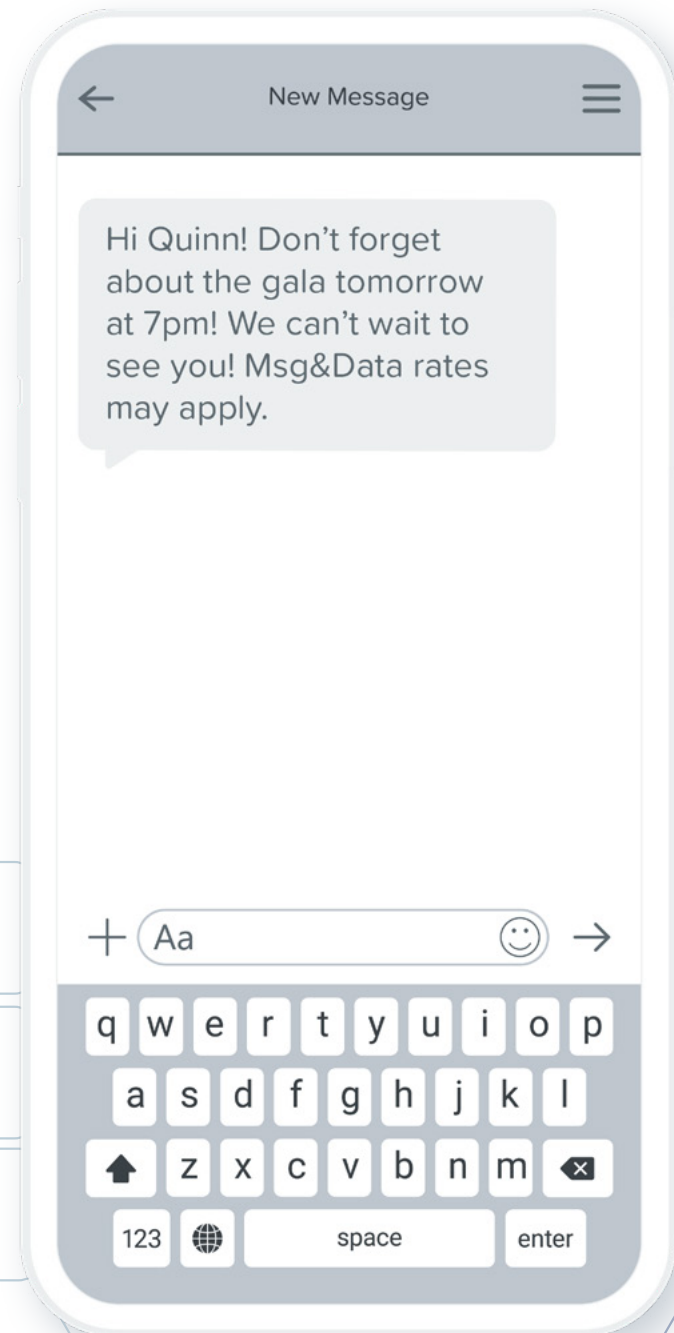 New Message
Hi Quinn! Don’t forget
about the gala tomorrow
at 7pm! We can’t wait to
see you! Msg&Data rates
may apply.
Aa
q w e r t y u i o p
a s d f g h j k l
z x c v b n m
123 space enter